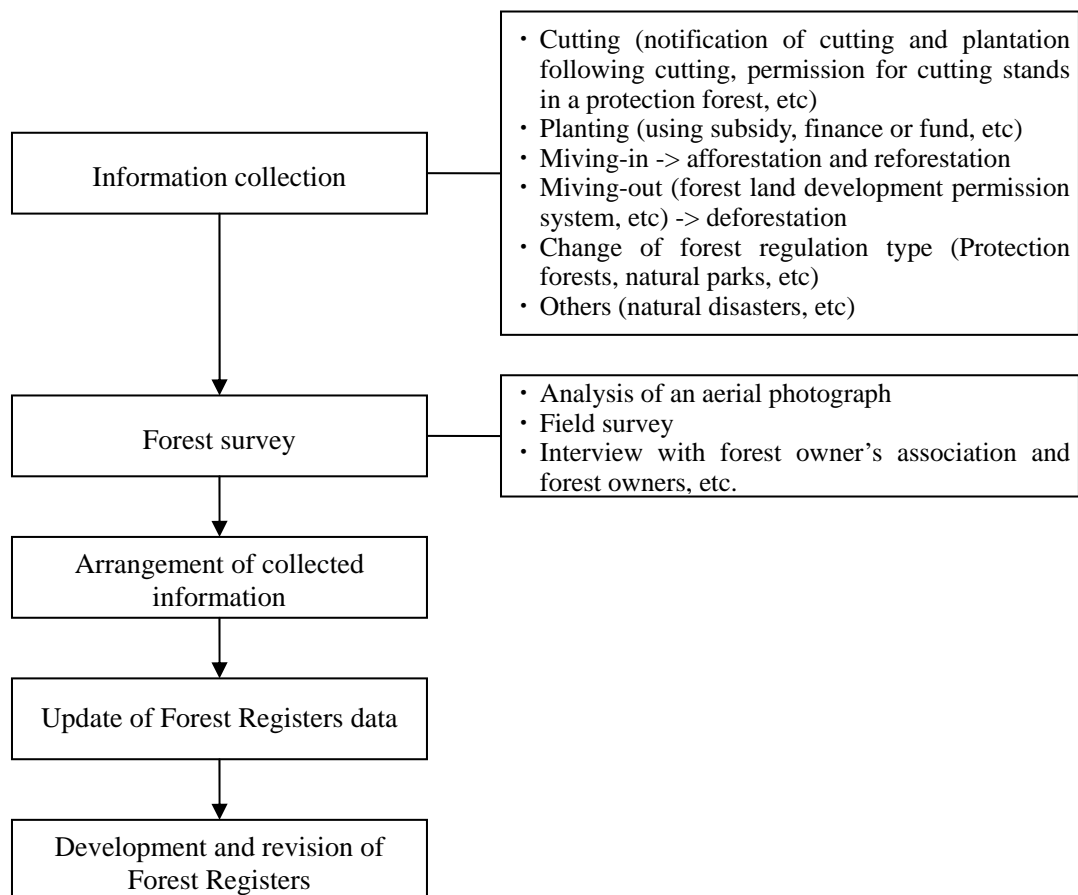 ・Cutting (notification of cutting and plantation
following cutting, permission for cutting stands
in a protection forest, etc)
・Planting (using subsidy, finance or fund, etc)
・Miving-in -> afforestation and reforestation
・Miving-out (forest land development permission
system, etc) -> deforestation
・Change of forest regulation type (Protection
forests, natural parks, etc)
・Others (natural disasters, etc)
Information collection
・Analysis of an aerial photograph
・Field survey
・Interview with forest owner’s association and
forest owners, etc.
Forest survey
Arrangement of collected
information
Update of Forest Registers data
Development and revision of
Forest Registers